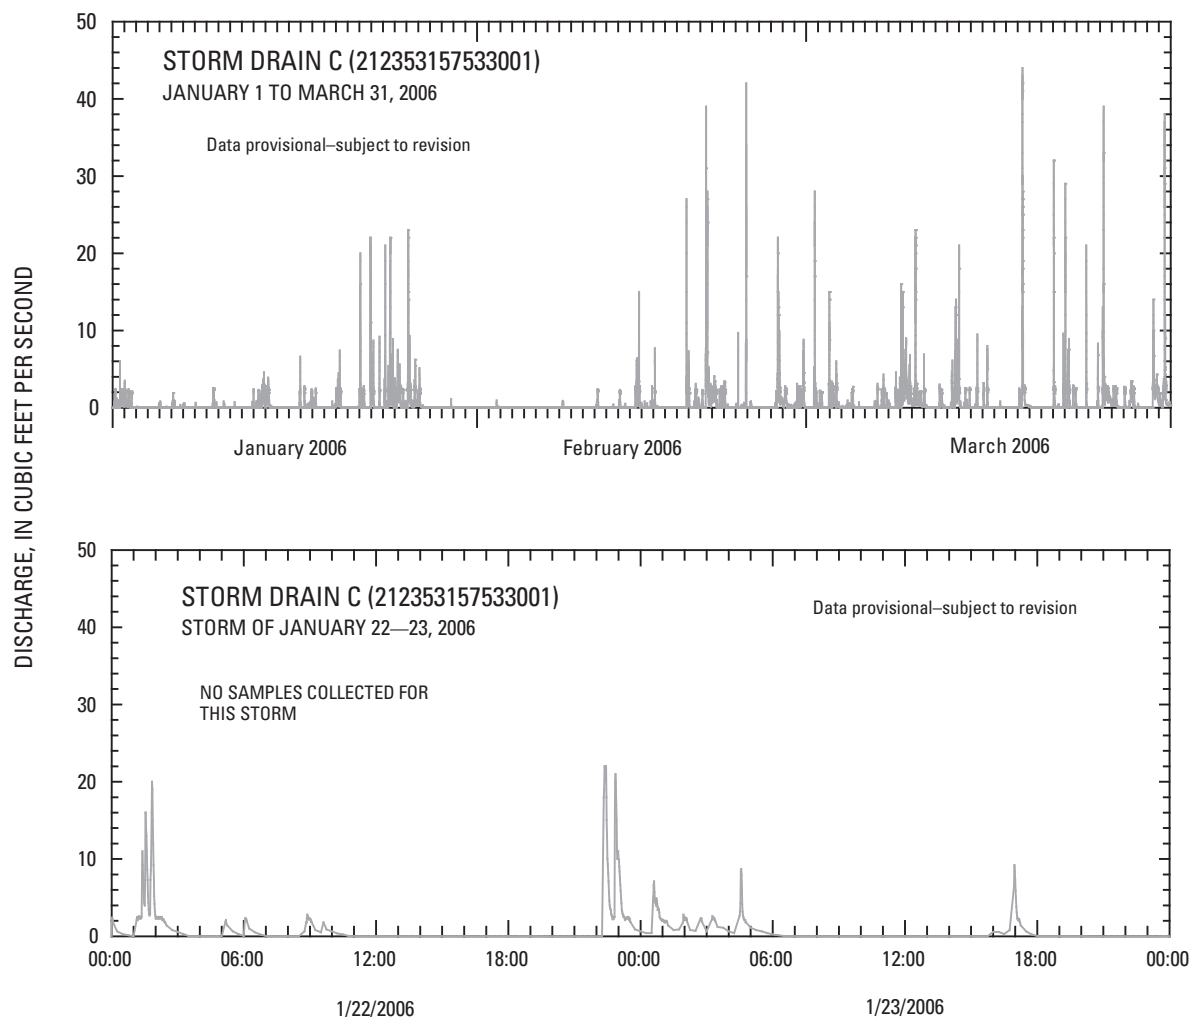 DISCHARGE, IN CUBIC FEET PER SECOND
50
40
30
20
10
0
STORM DRAIN C (212353157533001)
JANUARY 1 TO MARCH 31, 2006
Data provisional–subject to revision
January 2006
February 2006
March 2006
50
40
30
20
10
0
STORM DRAIN C (212353157533001)
STORM OF JANUARY 22—23, 2006
Data provisional–subject to revision
NO SAMPLES COLLECTED FOR
THIS STORM
00:00
06:00
12:00
18:00
00:00
06:00
12:00
18:00
00:00
1/22/2006
1/23/2006